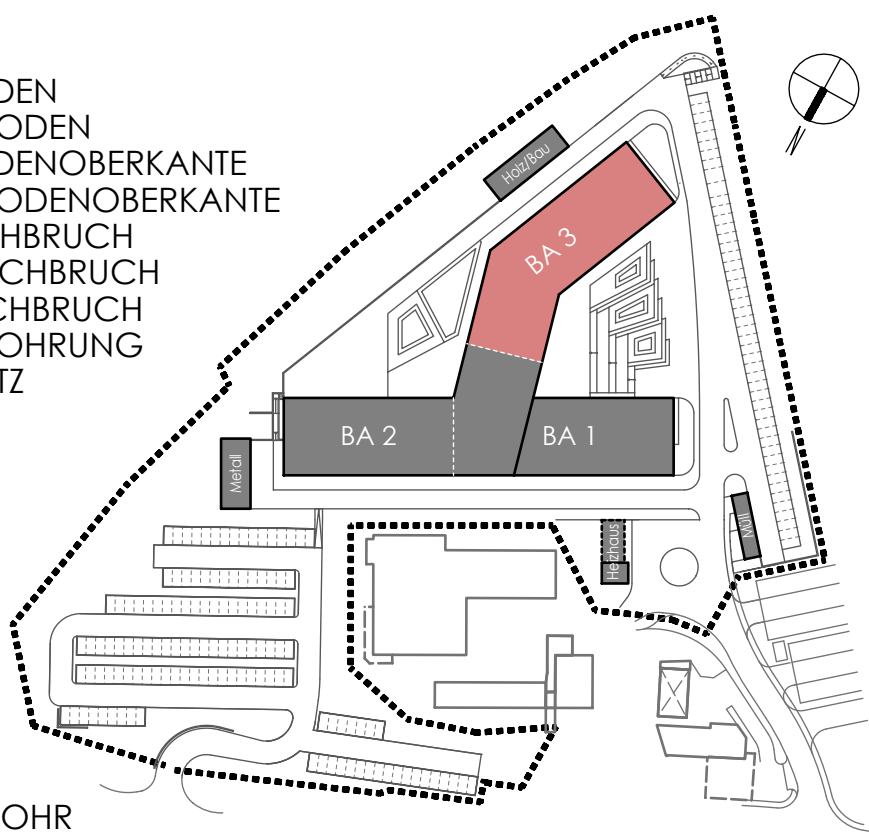 DEN
ODEN
DENOBERKANTE
ODENOBERKANTE
HBRUCH
CHBRUCH
CHBRUCH
OHRUNG
TZ
N
Holz/Bau
BA 3
BA 2
BA 1
Metall
Müll
Heizhaus
OHR